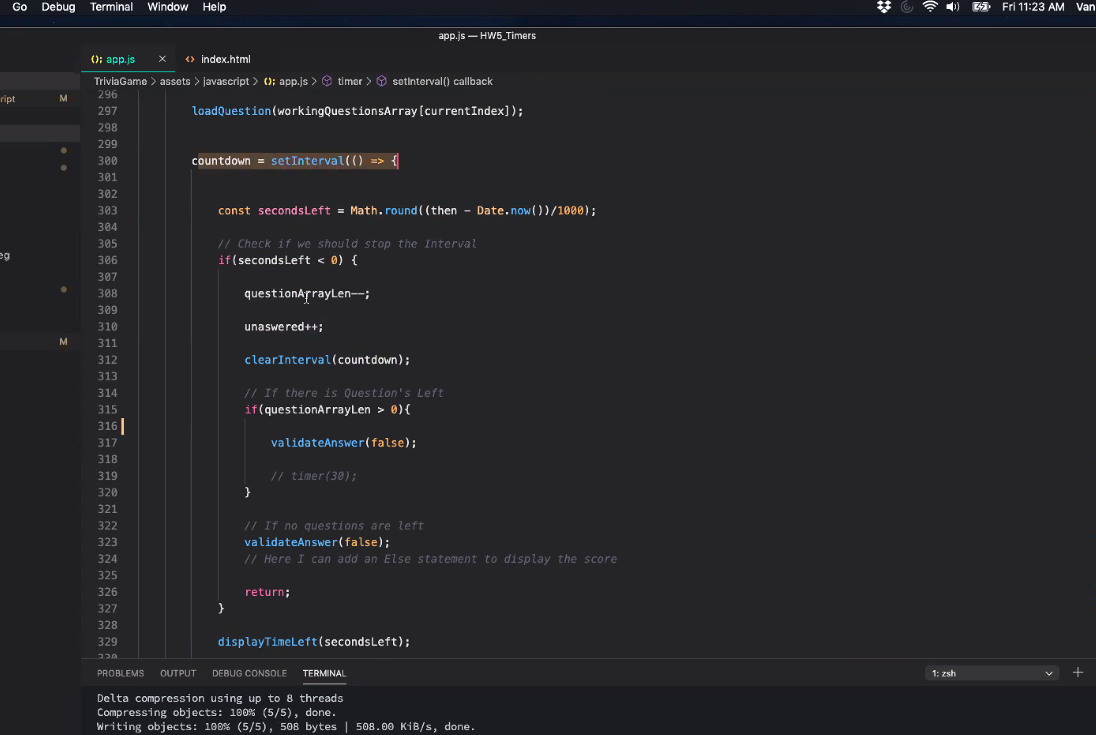 Go Debug Terminal Window Help Fri 11:23 AM Van
app.js — HW5_Timers
app.js index.html
TriviaGame > assets > javascript > app.js > timer > setInterval() callback
ript M
296
297 loadQuestion(workingQuestionsArray[currentIndex]);
298
299
300 countdown = setInterval(() => {
301
302
303 const secondsLeft = Math.round((then - Date.now())/1000);
304
305 // Check if we should stop the Interval
306 if(secondsLeft < 0) {
307
308 questionArrayLen--;
309
310 unaswered++;
311
312 clearInterval(countdown);
313
314 // If there is Question's Left
315 if(questionArrayLen > 0){
316
317 validateAnswer(false);
318
319 // timer(30);
320 }
321
322 // If no questions are left
323 validateAnswer(false);
324 // Here I can add an Else statement to display the score
325
326 return;
327 }
328
329 displayTimeLeft(secondsLeft);
330
eg
M
PROBLEMS OUTPUT DEBUG CONSOLE TERMINAL 1: zsh
Delta compression using up to 8 threads
Compressing objects: 100% (5/5), done.
Writing objects: 100% (5/5), 508 bytes | 508.00 KiB/s, done.